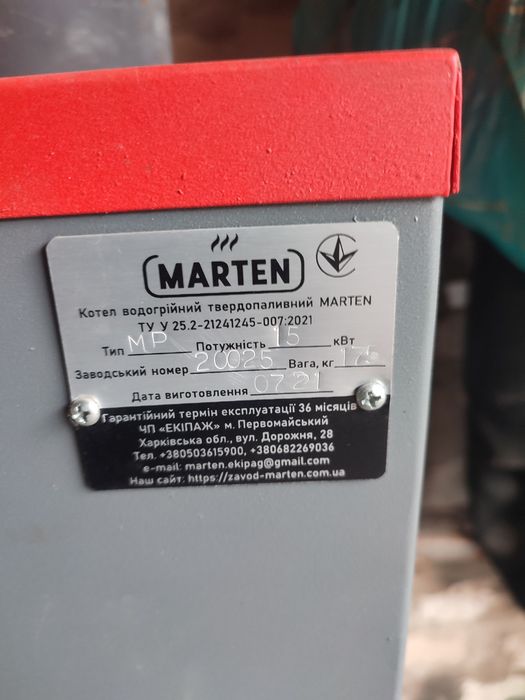 MARTEN
Котел водогрійний твердопаливний MARTEN
ТУ У 25.2-21241245-007:2021
Тип МР Потужність 15 кВт
Заводський номер 20025 Вага, кг
Дата виготовлення 07.21
Гарантійний термін експлуатації 36 місяців
ЧП «ЕКІПАЖ» м. Первомайський
Харківська обл., вул. Дорожня, 28
Тел. +380503615900, +380682269036
e-mail: marten.ekipag@gmail.com
Наш сайт: https://zavod-marten.com.ua